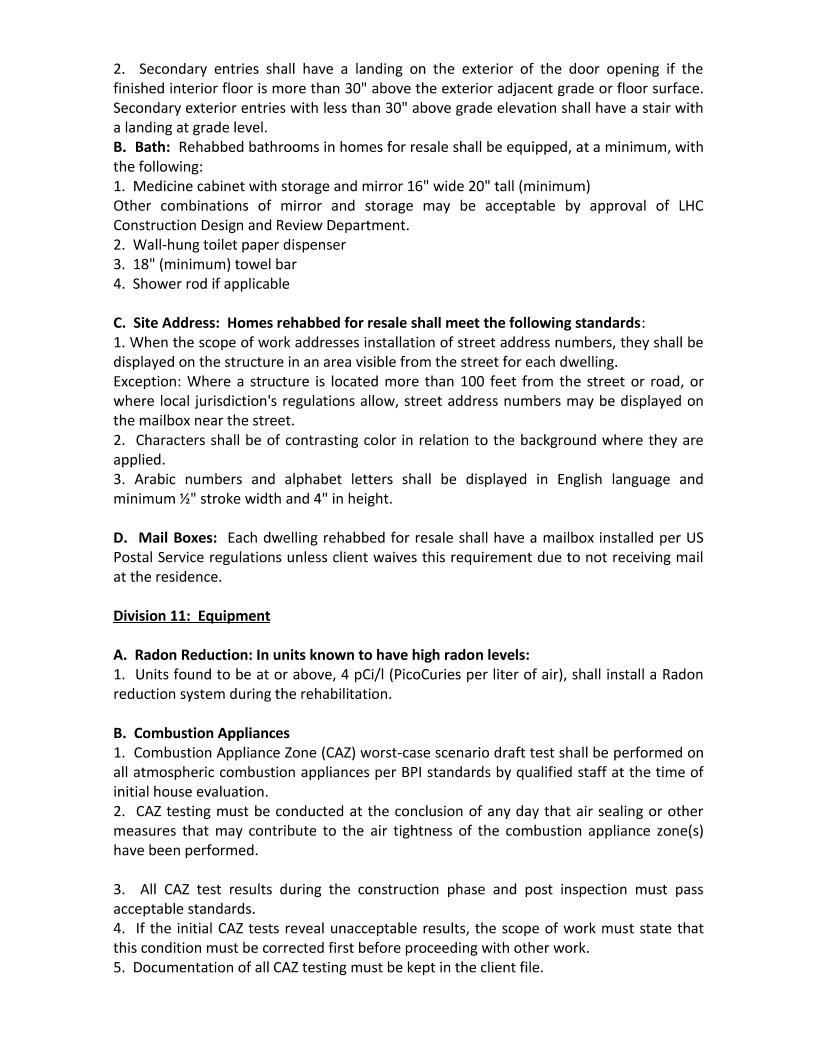 2. Secondary entries shall have a landing on the exterior of the door opening if the
finished interior floor is more than 30" above the exterior adjacent grade or floor surface.
Secondary exterior entries with less than 30" above grade elevation shall have a stair with
a landing at grade level.
B. Bath: Rehabbed bathrooms in homes for resale shall be equipped, at a minimum, with
the following:
1. Medicine cabinet with storage and mirror 16" wide 20" tall (minimum)
Other combinations of mirror and storage may be acceptable by approval of LHC
Construction Design and Review Department.
2. Wall-hung toilet paper dispenser
3. 18" (minimum) towel bar
4. Shower rod if applicable
C. Site Address: Homes rehabbed for resale shall meet the following standards:
1. When the scope of work addresses installation of street address numbers, they shall be
displayed on the structure in an area visible from the street for each dwelling.
Exception: Where a structure is located more than 100 feet from the street or road, or
where local jurisdiction's regulations allow, street address numbers may be displayed on
the mailbox near the street.
2. Characters shall be of contrasting color in relation to the background where they are
applied.
3. Arabic numbers and alphabet letters shall be displayed in English language and
minimum ½" stroke width and 4" in height.
D. Mail Boxes: Each dwelling rehabbed for resale shall have a mailbox installed per US
Postal Service regulations unless client waives this requirement due to not receiving mail
at the residence.
Division 11: Equipment
A. Radon Reduction: In units known to have high radon levels:
1. Units found to be at or above, 4 pCi/l (PicoCuries per liter of air), shall install a Radon
reduction system during the rehabilitation.
B. Combustion Appliances
1. Combustion Appliance Zone (CAZ) worst-case scenario draft test shall be performed on
all atmospheric combustion appliances per BPI standards by qualified staff at the time of
initial house evaluation.
2. CAZ testing must be conducted at the conclusion of any day that air sealing or other
measures that may contribute to the air tightness of the combustion appliance zone(s)
have been performed.
3. All CAZ test results during the construction phase and post inspection must pass
acceptable standards.
4. If the initial CAZ tests reveal unacceptable results, the scope of work must state that
this condition must be corrected first before proceeding with other work.
5. Documentation of all CAZ testing must be kept in the client file.